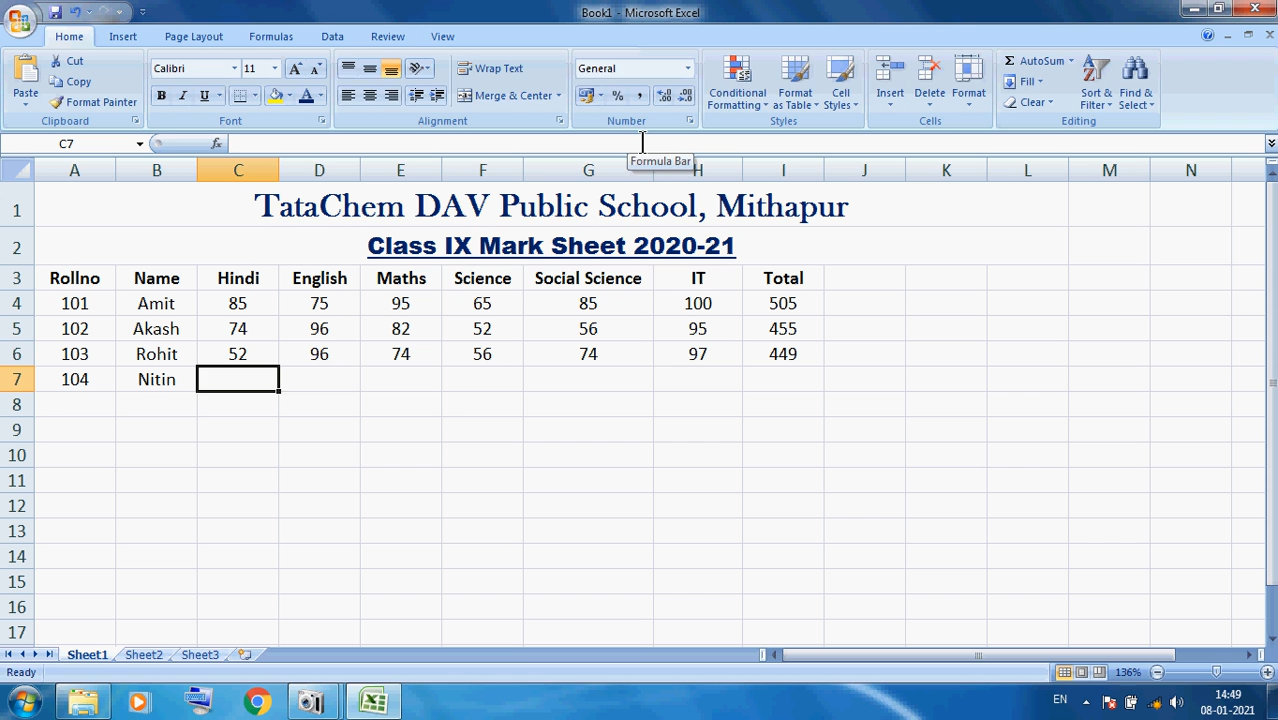 Book1 - Microsoft Excel
Home Insert Page Layout Formulas Data Review View
Paste Cut Calibri 11 Wrap Text General Conditional Formatting Format as Table Cell Styles Insert Delete Format Σ AutoSum Sort & Filter Find & Select
Copy Fill
Format Painter B I U Merge & Center % , Clear
Clipboard Font Alignment Number Styles Cells Editing
C7 fx
Formula Bar
A B C D E F G H I J K L M N
1 TataChem DAV Public School, Mithapur
2 Class IX Mark Sheet 2020-21
3 Rollno Name Hindi English Maths Science Social Science IT Total
4 101 Amit 85 75 95 65 85 100 505
5 102 Akash 74 96 82 52 56 95 455
6 103 Rohit 52 96 74 56 74 97 449
7 104 Nitin
8
9
10
11
12
13
14
15
16
17
Sheet1 Sheet2 Sheet3
Ready 136%
EN 14:49
08-01-2021